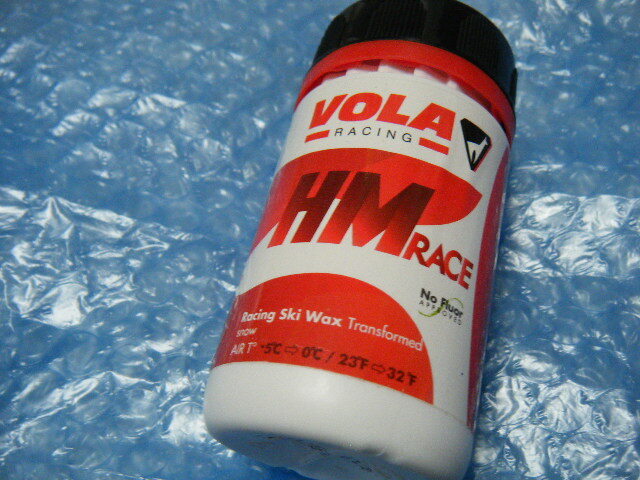 VOLA
RACING
HM RACE
No Fluor
APPROVED
Racing Ski Wax Transformed
snow
AIR T° -5°C ⇨ 0°C / 23°F ⇨ 32°F